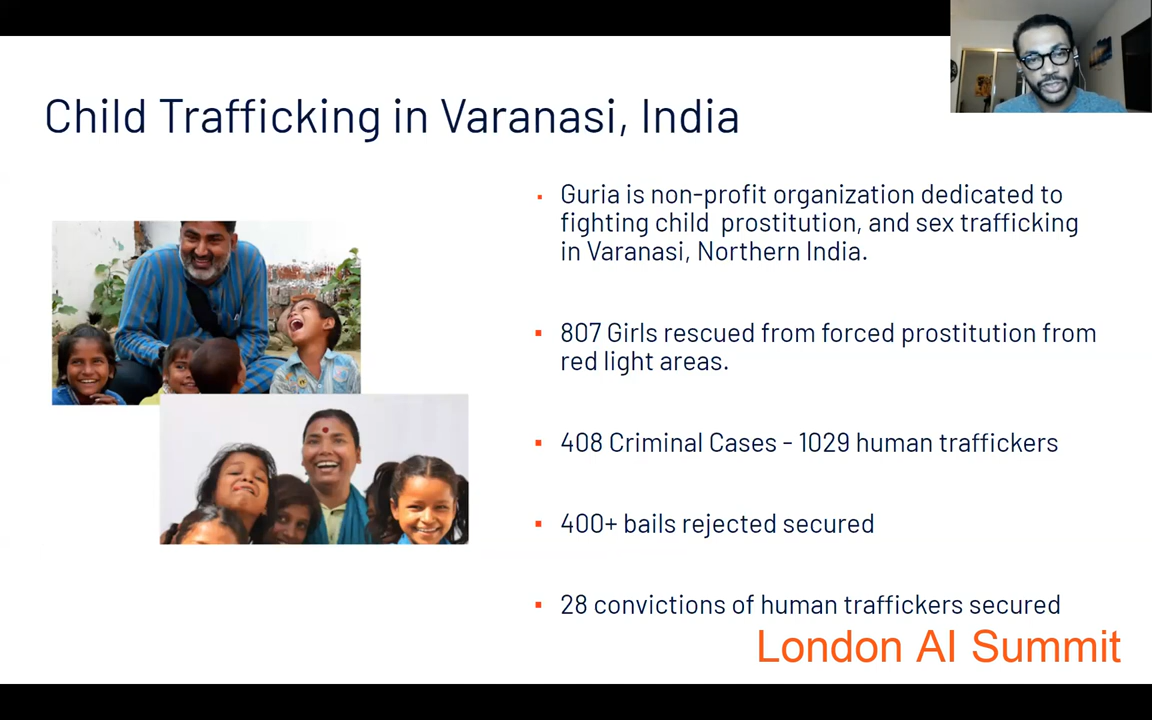 Child Trafficking in Varanasi, India
Guria is non-profit organization dedicated to
fighting child prostitution, and sex trafficking
in Varanasi, Northern India.
807 Girls rescued from forced prostitution from
red light areas.
408 Criminal Cases - 1029 human traffickers
400+ bails rejected secured
28 convictions of human traffickers secured
London AI Summit